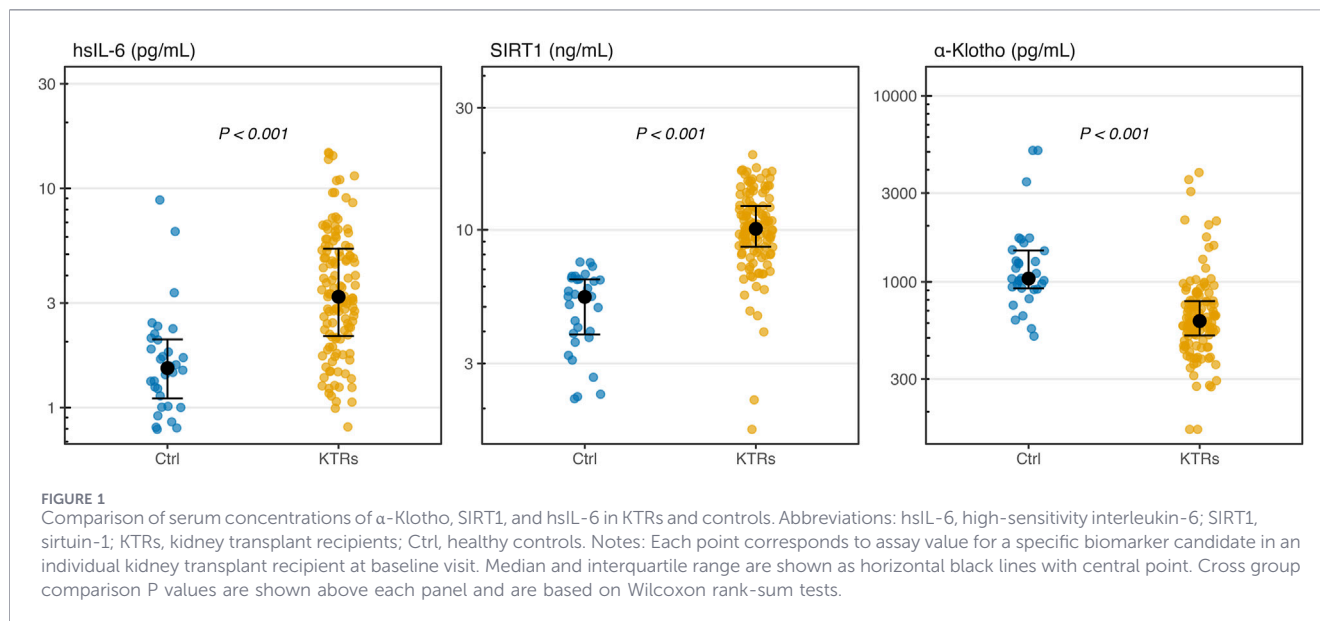 hsIL-6 (pg/mL)
30
10
3
1
P < 0.001
Ctrl
KTRs
SIRT1 (ng/mL)
30
10
3
P < 0.001
Ctrl
KTRs
α-Klotho (pg/mL)
10000
3000
1000
300
P < 0.001
Ctrl
KTRs
FIGURE 1
Comparison of serum concentrations of α-Klotho, SIRT1, and hsIL-6 in KTRs and controls. Abbreviations: hsIL-6, high-sensitivity interleukin-6; SIRT1,
sirtuin-1; KTRs, kidney transplant recipients; Ctrl, healthy controls. Notes: Each point corresponds to assay value for a specific biomarker candidate in an
individual kidney transplant recipient at baseline visit. Median and interquartile range are shown as horizontal black lines with central point. Cross group
comparison P values are shown above each panel and are based on Wilcoxon rank-sum tests.